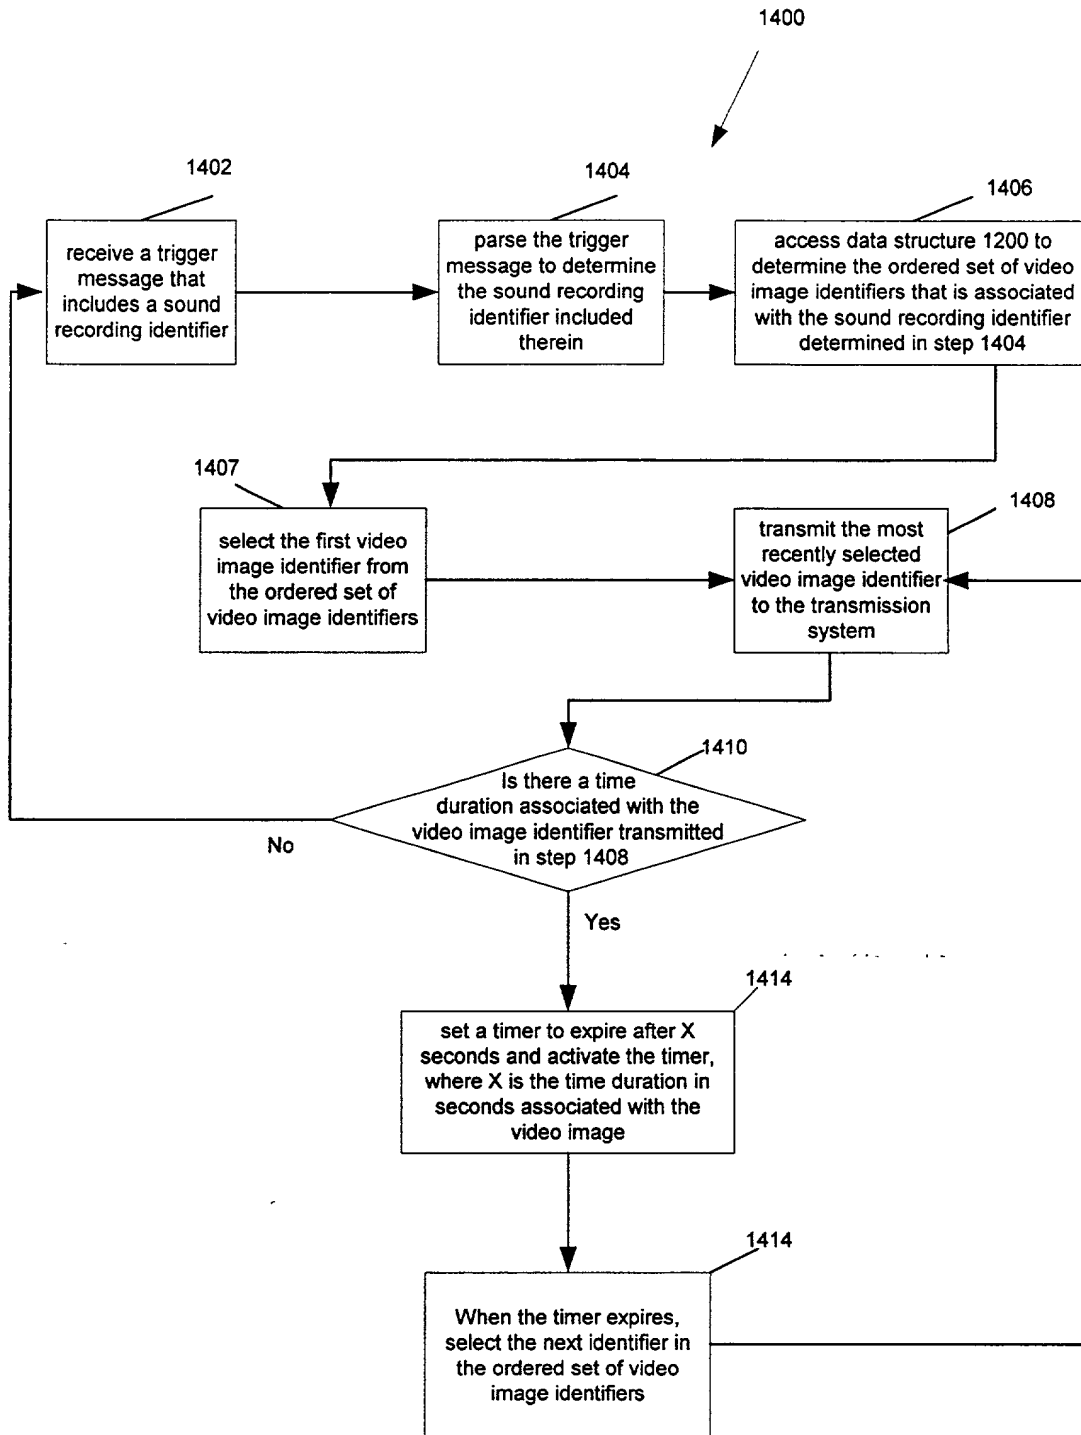 1400
1402
receive a trigger
message that
includes a sound
recording identifier
1404
parse the trigger
message to determine
the sound recording
identifier included
therein
1406
access data structure 1200 to
determine the ordered set of video
image identifiers that is associated
with the sound recording identifier
determined in step 1404
1407
select the first video
image identifier from
the ordered set of
video image identifiers
1408
transmit the most
recently selected
video image identifier
to the transmission
system
1410
Is there a time
duration associated with the
video image identifier transmitted
in step 1408
No
Yes
1414
set a timer to expire after X
seconds and activate the timer,
where X is the time duration in
seconds associated with the
video image
1414
When the timer expires,
select the next identifier in
the ordered set of video
image identifiers